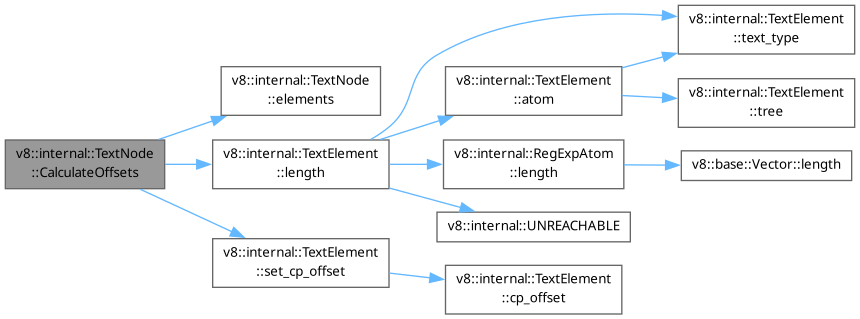 v8::internal::TextNode
::CalculateOffsets
v8::internal::TextNode
::elements
v8::internal::TextElement
::length
v8::internal::TextElement
::set_cp_offset
v8::internal::TextElement
::atom
v8::internal::RegExpAtom
::length
v8::internal::UNREACHABLE
v8::internal::TextElement
::cp_offset
v8::internal::TextElement
::text_type
v8::internal::TextElement
::tree
v8::base::Vector::length